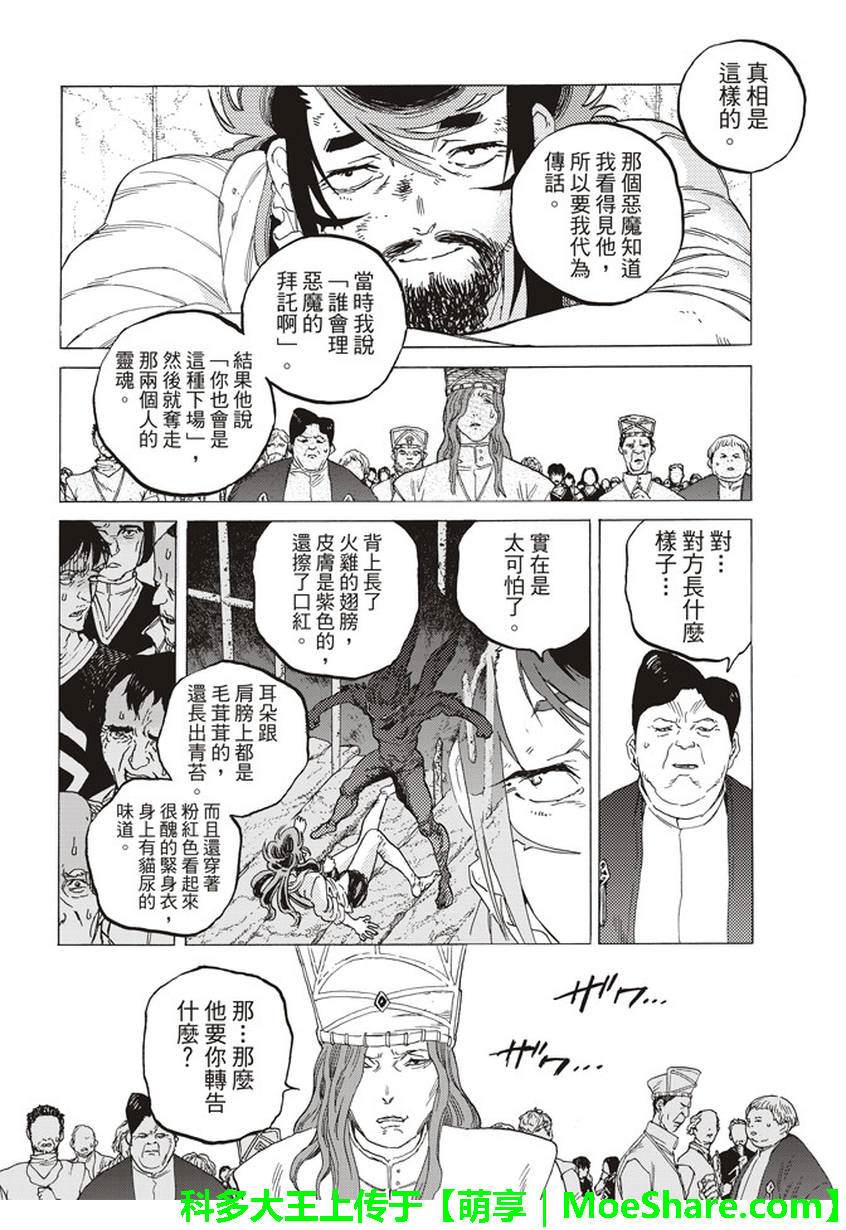 真相是
這樣的。
那個惡魔知道
我看得見他，
所以要我代為
傳話。
當時我說
「誰會理
惡魔的
拜託啊」。
結果他說
「你也會是
這種下場」，
然後就奪走
那兩個人的
靈魂。
對…
對方長什麼
樣子…
實在是
太可怕了。
背上長了
火雞的翅膀，
皮膚是紫色的，
還擦了口紅。
耳朵跟
肩膀上都是
毛茸茸的，
還長出青苔。
而且還穿著
粉紅色看起來
很醜的緊身衣，
身上有貓尿的
味道。
ザワ…
ザワ…
那…那麼
他要你轉告
什麼？
科多大王上传于【萌享 | MoeShare.com】